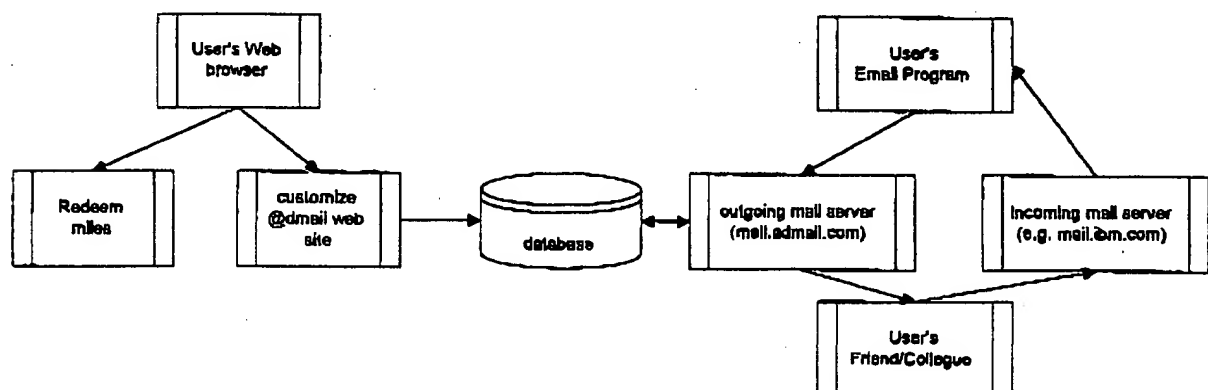 User's Web
browser
User's
Email Program
Redeem
miles
customize
@dmail web
site
database
outgoing mail server
(mail.admail.com)
incoming mail server
(e.g. mail.ibm.com)
User's
Friend/Collegue